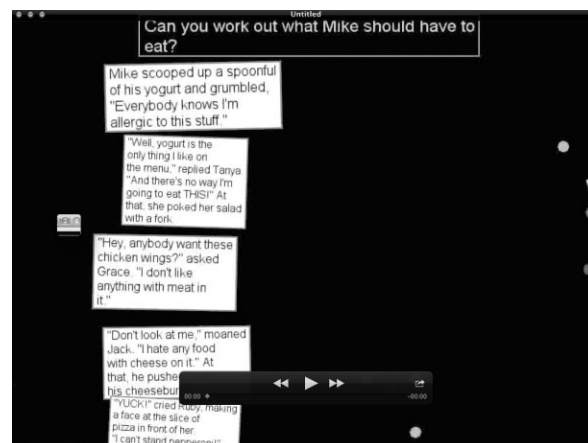 Untitled
Can you work out what Mike should have to
eat?
Mike scooped up a spoonful
of his yogurt and grumbled,
"Everybody knows I'm
allergic to this stuff."
"Well, yogurt is the
only thing I like on
the menu," replied Tanya
"And there's no way I'm
going to eat THIS!" At
that, she poked her salad
with a fork.
"Hey, anybody want these
chicken wings?" asked
Grace. "I don't like
anything with meat in
it."
"Don't look at me," moaned
Jack. "I hate any food
with cheese on it." At
that, he pushe
his cheesebur
00:00
-00:00
"YUCK!" cried Ruby, making
a face at the slice of
pizza in front of her.
"I can't stand pepperoni!"